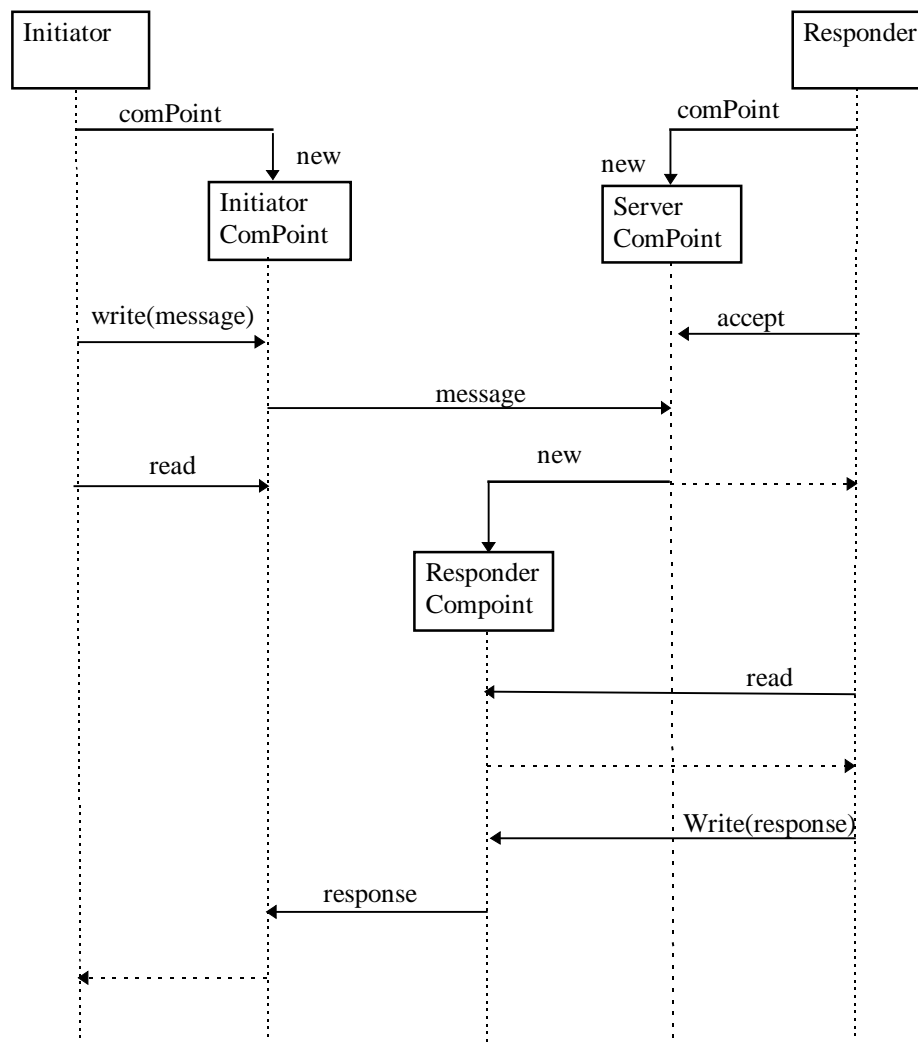 Initiator
Responder
comPoint
comPoint
new
new
Initiator
ComPoint
Server
ComPoint
write(message)
accept
message
read
new
Responder
Compoint
read
Write(response)
response